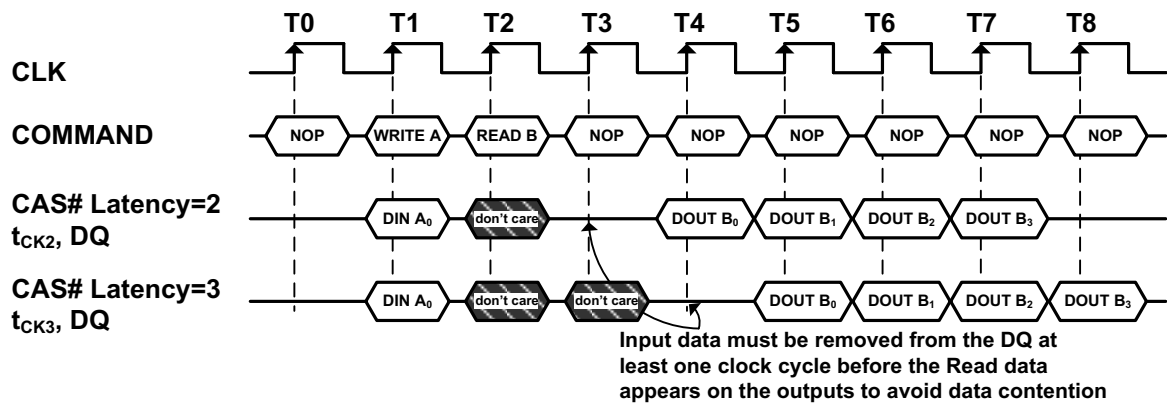 T0 T1 T2 T3 T4 T5 T6 T7 T8
CLK
COMMAND NOP WRITE A READ B NOP NOP NOP NOP NOP NOP
CAS# Latency=2
tCK2, DQ DIN A0 don't care DOUT B0 DOUT B1 DOUT B2 DOUT B3
CAS# Latency=3
tCK3, DQ DIN A0 don't care don't care DOUT B0 DOUT B1 DOUT B2 DOUT B3
Input data must be removed from the DQ at
least one clock cycle before the Read data
appears on the outputs to avoid data contention